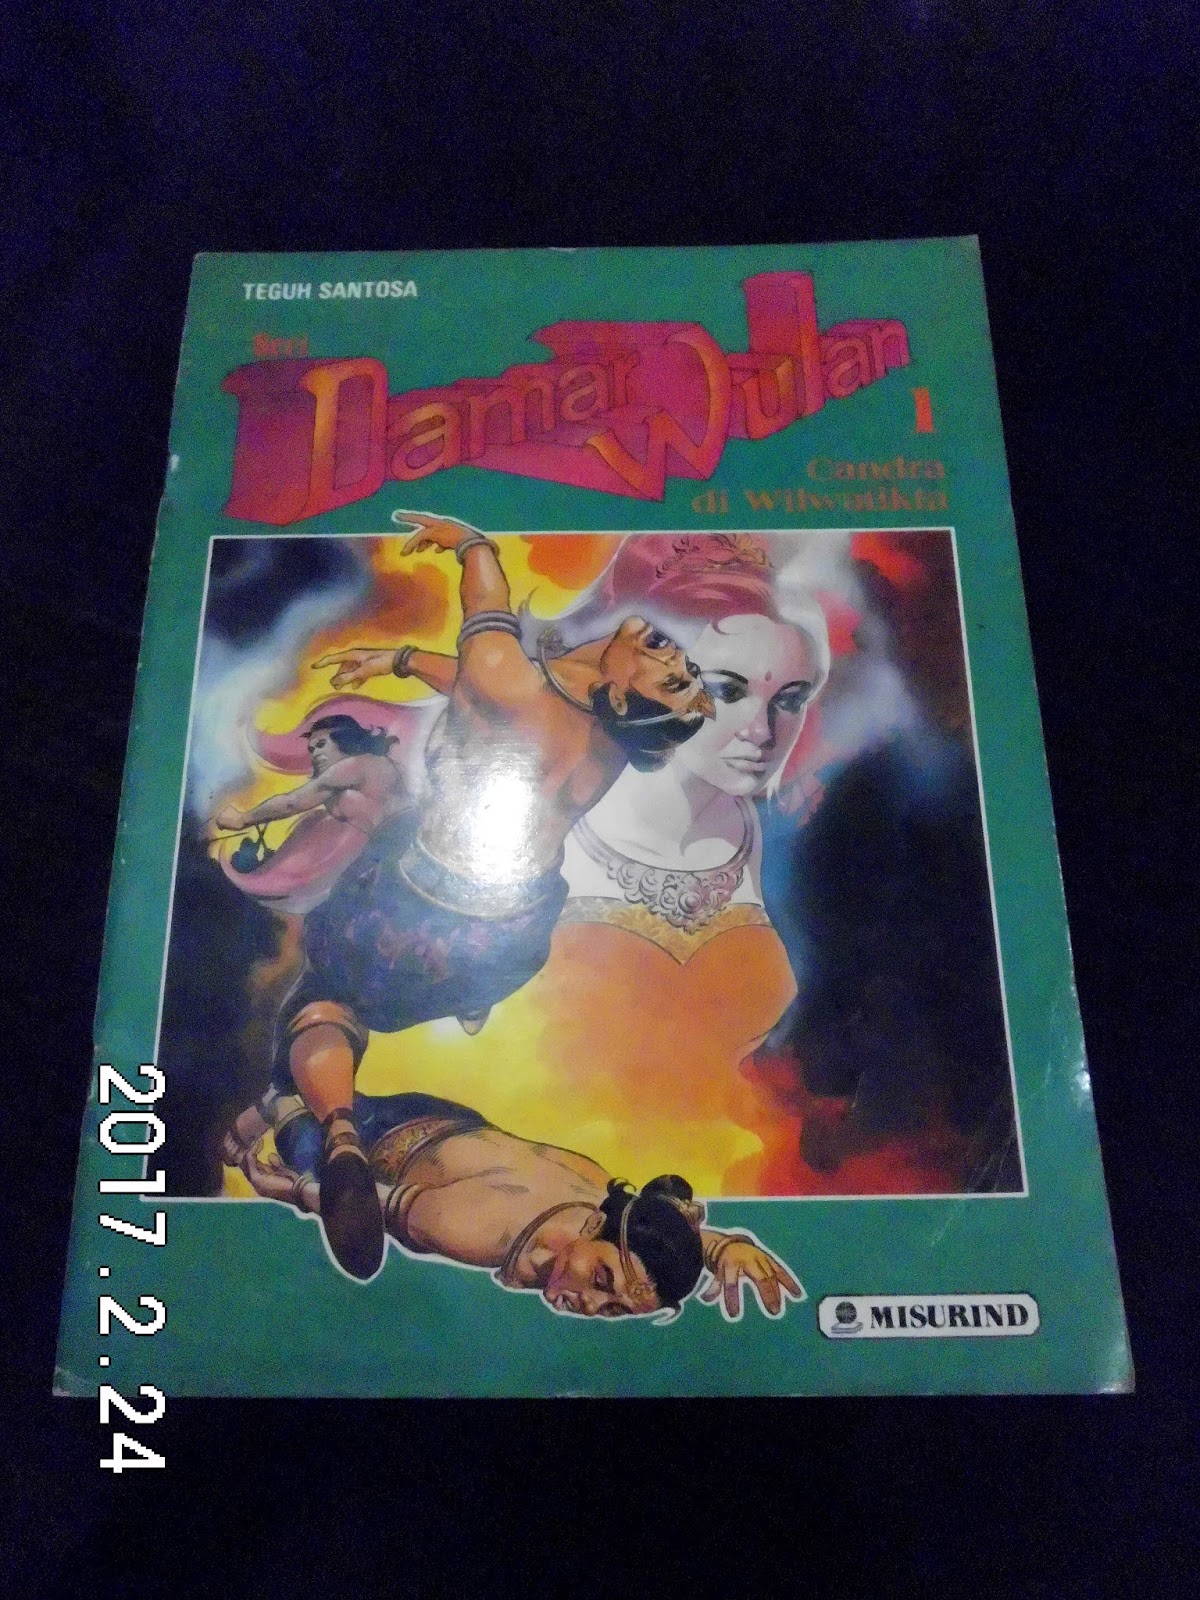 TEGUH SANTOSA
Seri
Damar Wulan
1
Candra
di Wilwatikta
MISURIND
2017.2.24